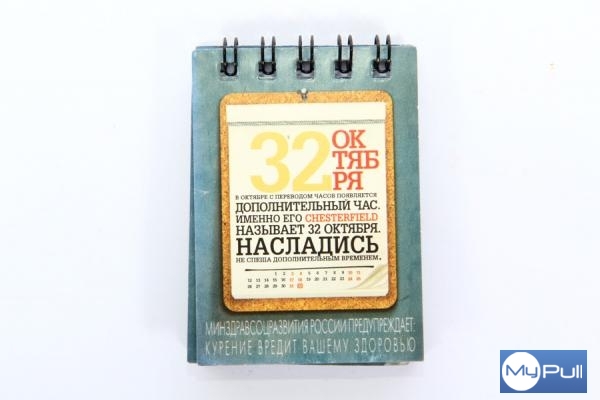 32
ОК
ТЯБ
РЯ
В ОКТЯБРЕ С ПЕРЕВОДОМ ЧАСОВ ПОЯВЛЯЕТСЯ
ДОПОЛНИТЕЛЬНЫЙ ЧАС.
ИМЕННО ЕГО CHESTERFIELD
НАЗЫВАЕТ 32 ОКТЯБРЯ.
НАСЛАДИСЬ
НЕ СПЕША ДОПОЛНИТЕЛЬНЫМ ВРЕМЕНЕМ.
МИНЗДРАВСОЦРАЗВИТИЯ РОССИИ ПРЕДУПРЕЖДАЕТ:
КУРЕНИЕ ВРЕДИТ ВАШЕМУ ЗДОРОВЬЮ
MyPull